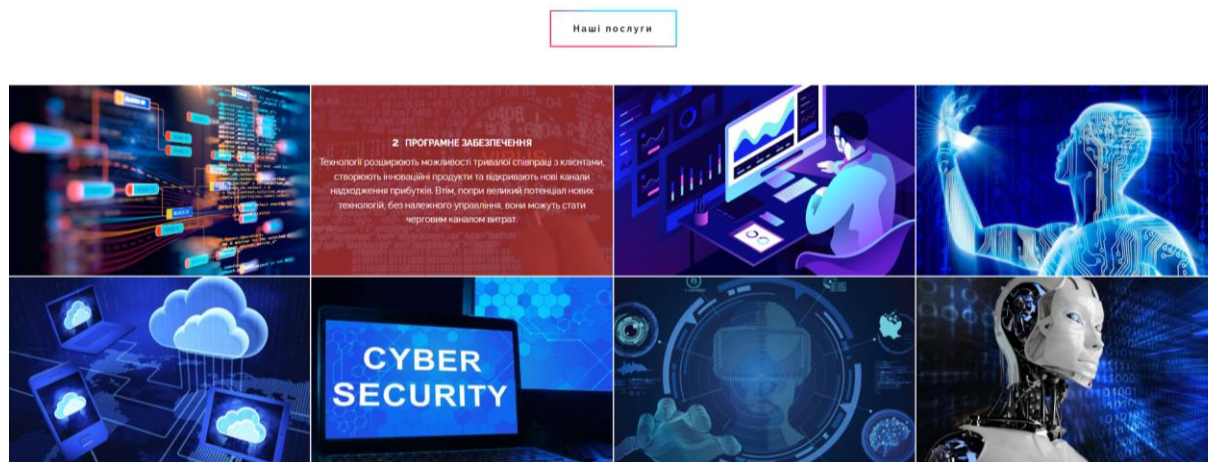 Наші послуги
2 ПРОГРАМНЕ ЗАБЕЗПЕЧЕННЯ
Технології розширюють можливості тривалої співпраці з клієнтами,
створюють інноваційні продукти та відкривають нові канали
надходження прибутків. Втім, попри великий потенціал нових
технологій, без належного управління, вони можуть стати
черговим каналом витрат.
CYBER
SECURITY